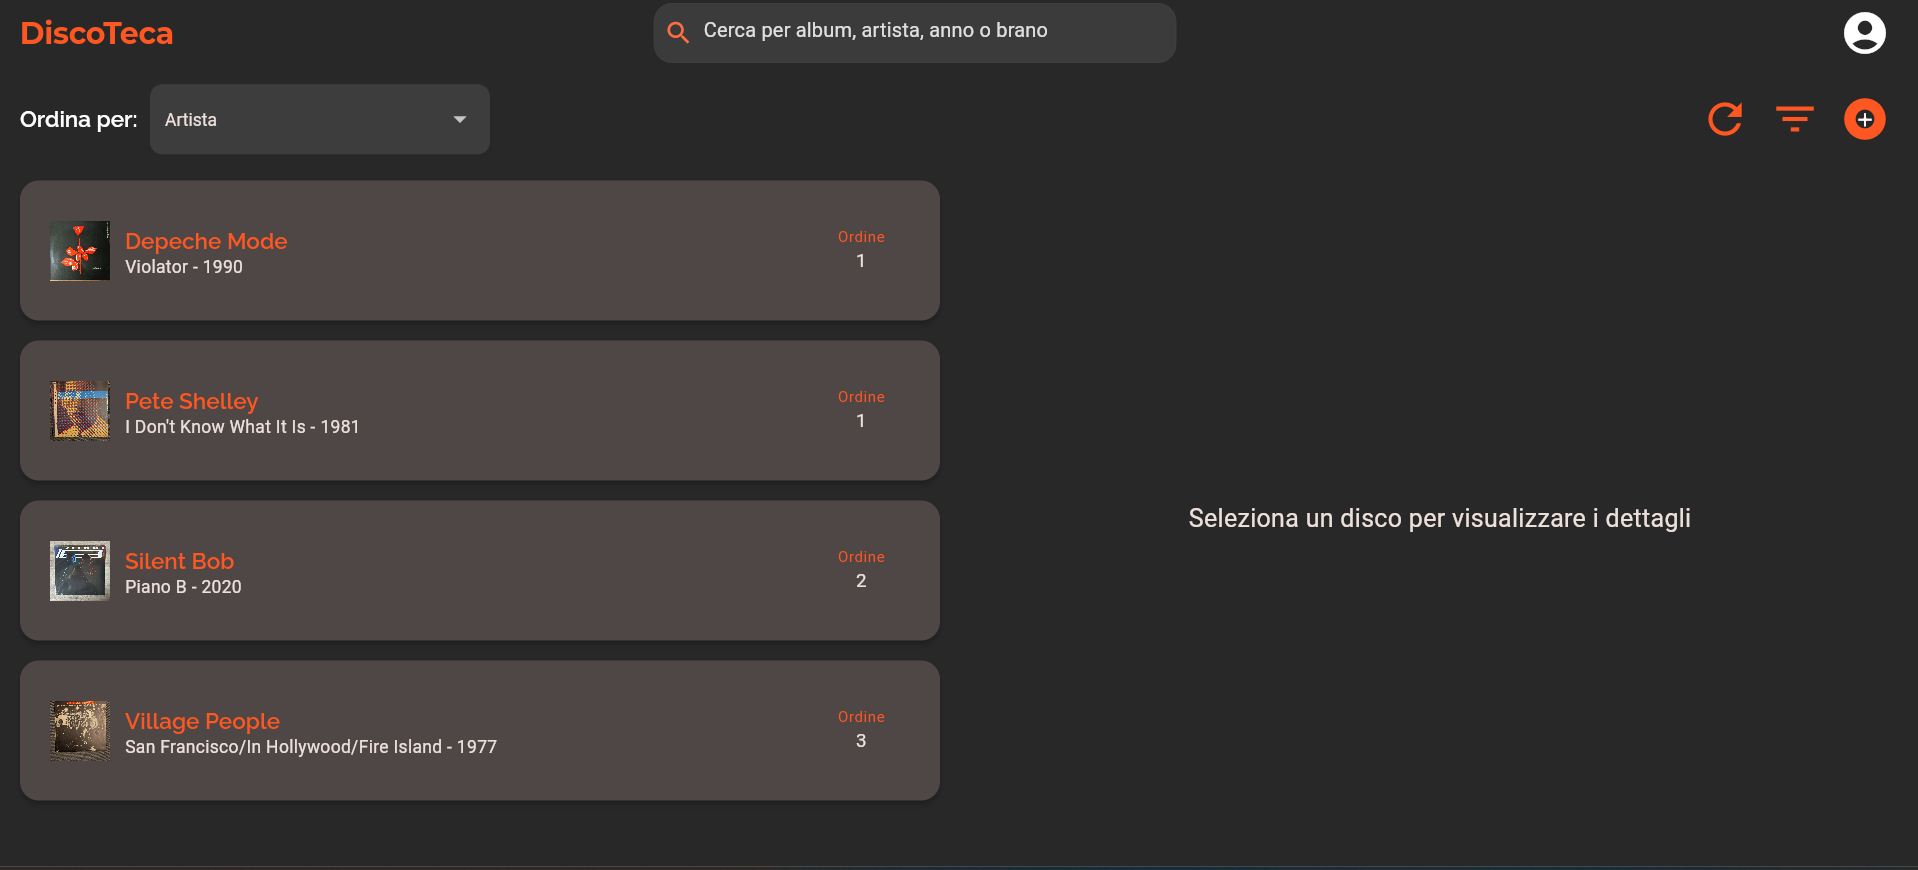 DiscoTeca
Cerca per album, artista, anno o brano
Ordina per:
Artista
Depeche Mode
Violator - 1990
Ordine
1
Pete Shelley
I Don't Know What It Is - 1981
Ordine
1
Silent Bob
Piano B - 2020
Ordine
2
Village People
San Francisco/In Hollywood/Fire Island - 1977
Ordine
3
Seleziona un disco per visualizzare i dettagli